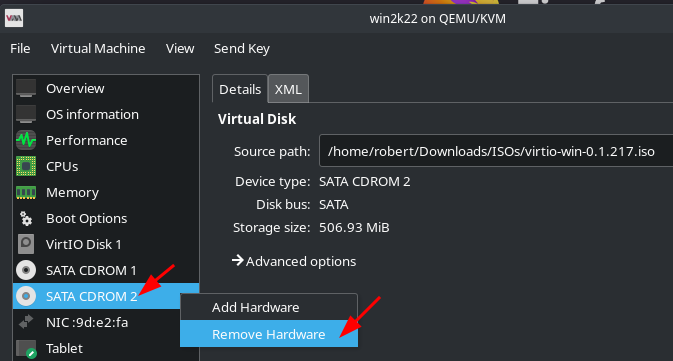 win2k22 on QEMU/KVM
File Virtual Machine View Send Key
Overview
OS information
Performance
CPUs
Memory
Boot Options
VirtIO Disk 1
SATA CDROM 1
SATA CDROM 2
NIC :9d:e2:fa
Tablet
Details XML
Virtual Disk
Source path: /home/robert/Downloads/ISOs/virtio-win-0.1.217.iso
Device type: SATA CDROM 2
Disk bus: SATA
Storage size: 506.93 MiB
Advanced options
Add Hardware
Remove Hardware